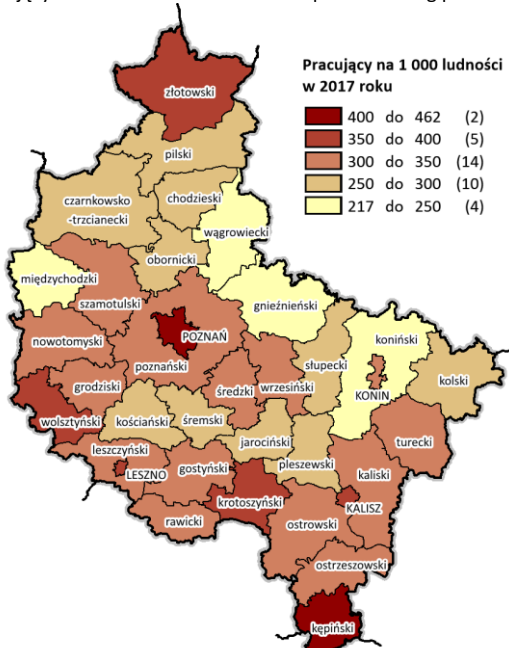 Pracujący na 1 000 ludności
w 2017 roku
400 do 462 (2)
350 do 400 (5)
300 do 350 (14)
250 do 300 (10)
217 do 250 (4)
złotowski
pilski
czarnkowsko
-trzcianecki
chodzieski
wągrowiecki
obornicki
międzychodzki
szamotulski
gnieźnieński
POZNAŃ
koniński
nowotomyski
poznański
słupecki
kolski
grodziski
średzki
wrzesiński
KONIN
wolsztyński
kościański
śremski
jarociński
turecki
leszczyński
LESZNO
gostyński
pleszewski
kaliski
krotoszyński
KALISZ
rawicki
ostrowski
ostrzeszowski
kępiński